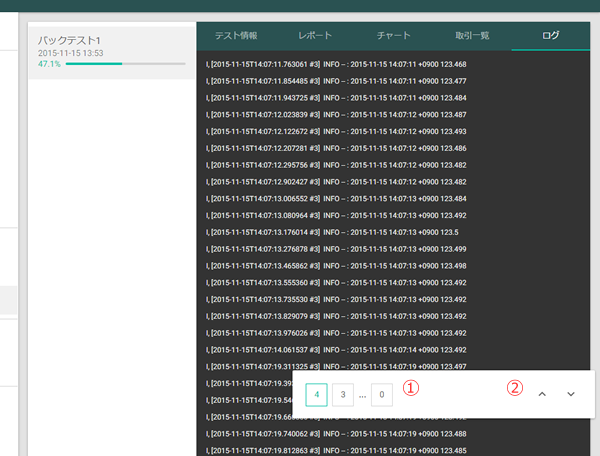 バックテスト1
2015-11-15 13:53
47.1%
テスト情報 レポート チャート 取引一覧 ログ
I, [2015-11-15T14:07:11.763061 #3] INFO -- : 2015-11-15 14:07:11 +0900 123.468
I, [2015-11-15T14:07:11.854485 #3] INFO -- : 2015-11-15 14:07:11 +0900 123.477
I, [2015-11-15T14:07:11.943725 #3] INFO -- : 2015-11-15 14:07:11 +0900 123.484
I, [2015-11-15T14:07:12.023839 #3] INFO -- : 2015-11-15 14:07:12 +0900 123.487
I, [2015-11-15T14:07:12.122672 #3] INFO -- : 2015-11-15 14:07:12 +0900 123.493
I, [2015-11-15T14:07:12.207281 #3] INFO -- : 2015-11-15 14:07:12 +0900 123.486
I, [2015-11-15T14:07:12.295756 #3] INFO -- : 2015-11-15 14:07:12 +0900 123.482
I, [2015-11-15T14:07:12.902427 #3] INFO -- : 2015-11-15 14:07:12 +0900 123.482
I, [2015-11-15T14:07:13.006552 #3] INFO -- : 2015-11-15 14:07:13 +0900 123.484
I, [2015-11-15T14:07:13.080964 #3] INFO -- : 2015-11-15 14:07:13 +0900 123.492
I, [2015-11-15T14:07:13.176014 #3] INFO -- : 2015-11-15 14:07:13 +0900 123.5
I, [2015-11-15T14:07:13.276878 #3] INFO -- : 2015-11-15 14:07:13 +0900 123.499
I, [2015-11-15T14:07:13.465862 #3] INFO -- : 2015-11-15 14:07:13 +0900 123.498
I, [2015-11-15T14:07:13.555360 #3] INFO -- : 2015-11-15 14:07:13 +0900 123.492
I, [2015-11-15T14:07:13.735530 #3] INFO -- : 2015-11-15 14:07:13 +0900 123.492
I, [2015-11-15T14:07:13.829079 #3] INFO -- : 2015-11-15 14:07:13 +0900 123.492
I, [2015-11-15T14:07:13.976026 #3] INFO -- : 2015-11-15 14:07:13 +0900 123.492
I, [2015-11-15T14:07:14.061537 #3] INFO -- : 2015-11-15 14:07:14 +0900 123.492
I, [2015-11-15T14:07:19.311325 #3] INFO -- : 2015-11-15 14:07:19 +0900 123.497
I, [2015-11-15T14:07:19.39
4 3 ... 0 ① ②
I, [2015-11-15T14:07:19.54
I, [2015-11-15T14:07:19.740062 #3] INFO -- : 2015-11-15 14:07:19 +0900 123.488
I, [2015-11-15T14:07:19.812863 #3] INFO -- : 2015-11-15 14:07:19 +0900 123.485